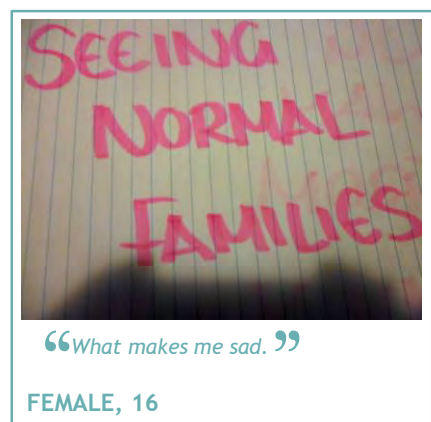 SEEING
NORMAL
FAMILIES
“What makes me sad.”
FEMALE, 16